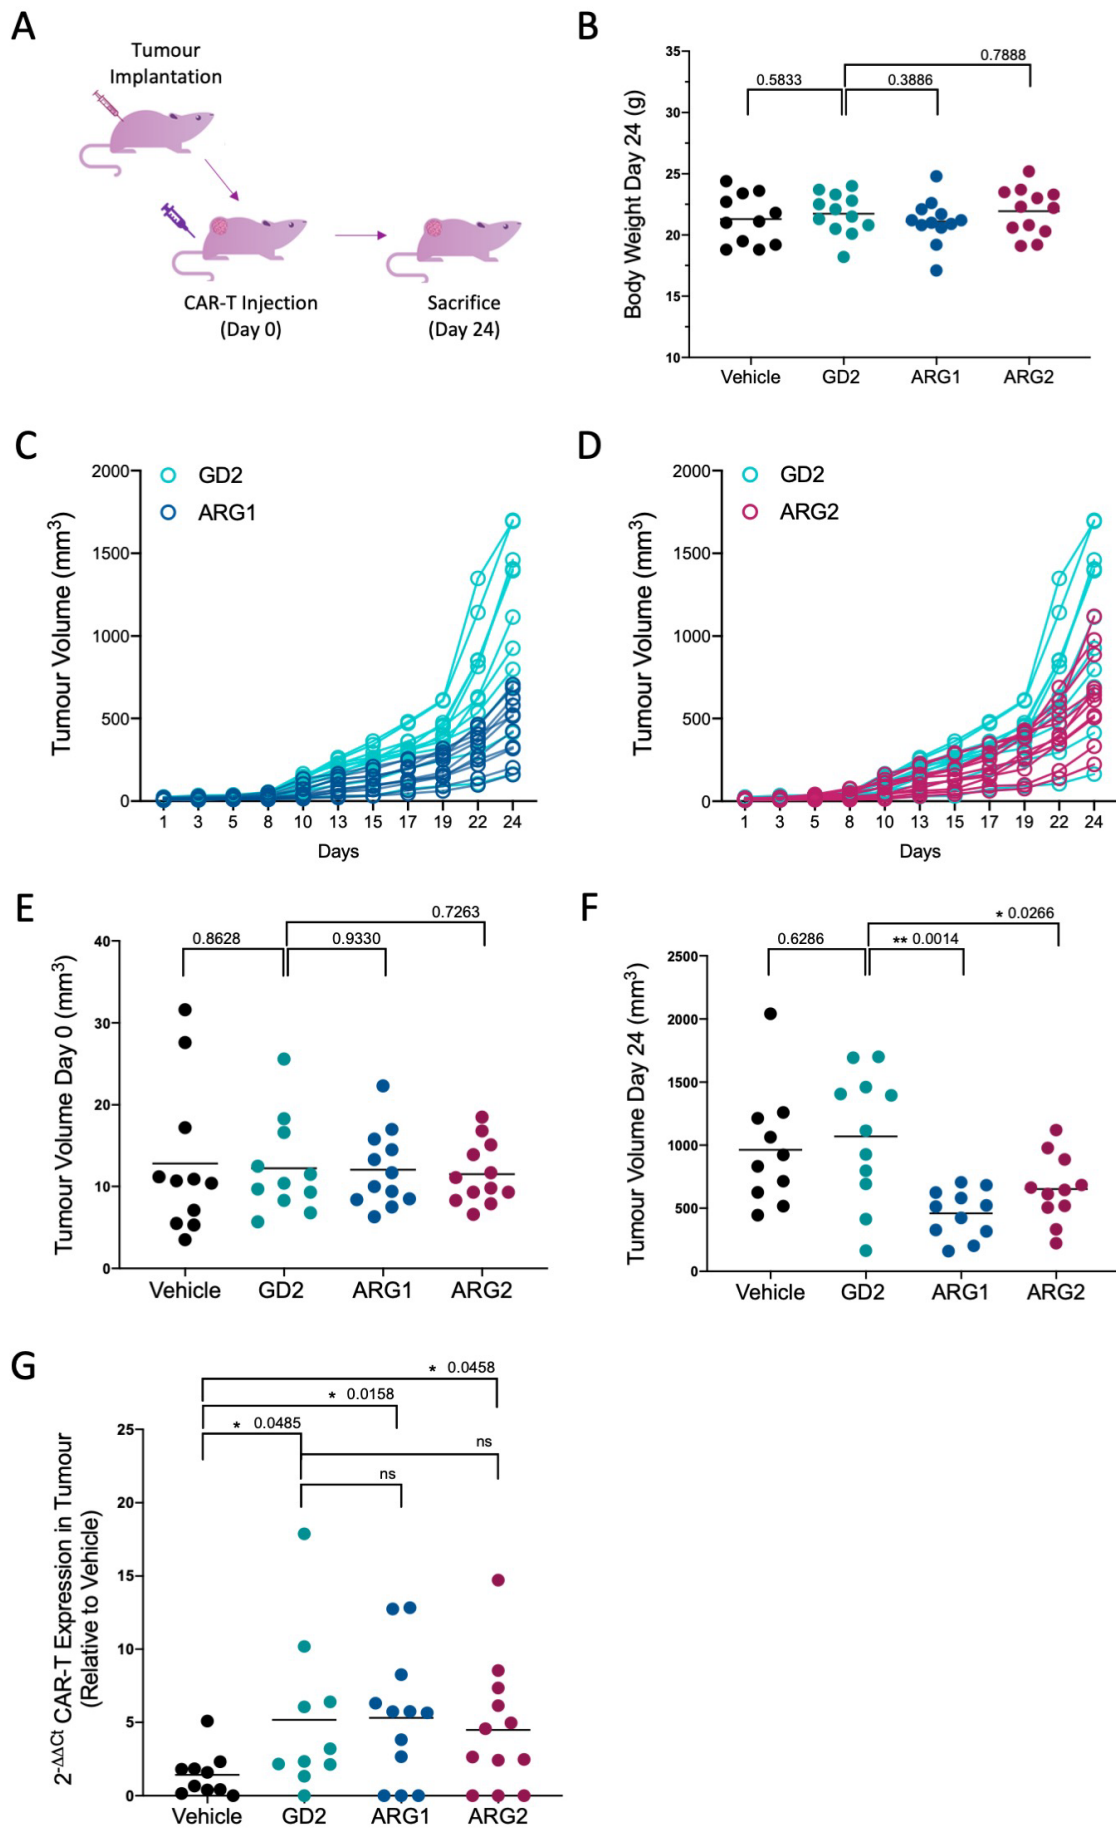 A
Tumour
Implantation
CAR-T Injection
(Day 0)
Sacrifice
(Day 24)
B
Body Weight Day 24 (g)
35
30
25
20
15
10
0.5833
0.3886
0.7888
Vehicle
GD2
ARG1
ARG2
C
GD2
ARG1
Tumour Volume (mm3)
2000
1500
1000
500
0
1 3 5 8 10 13 15 17 19 22 24
Days
D
GD2
ARG2
Tumour Volume (mm3)
2000
1500
1000
500
0
1 3 5 8 10 13 15 17 19 22 24
Days
E
Tumour Volume Day 0 (mm3)
40
30
20
10
0
0.8628
0.9330
0.7263
Vehicle
GD2
ARG1
ARG2
F
Tumour Volume Day 24 (mm3)
2500
2000
1500
1000
500
0
0.6286
** 0.0014
* 0.0266
Vehicle
GD2
ARG1
ARG2
G
2-ΔΔCt CAR-T Expression in Tumour
(Relative to Vehicle)
25
20
15
10
5
0
* 0.0458
* 0.0158
* 0.0485
ns
ns
Vehicle
GD2
ARG1
ARG2